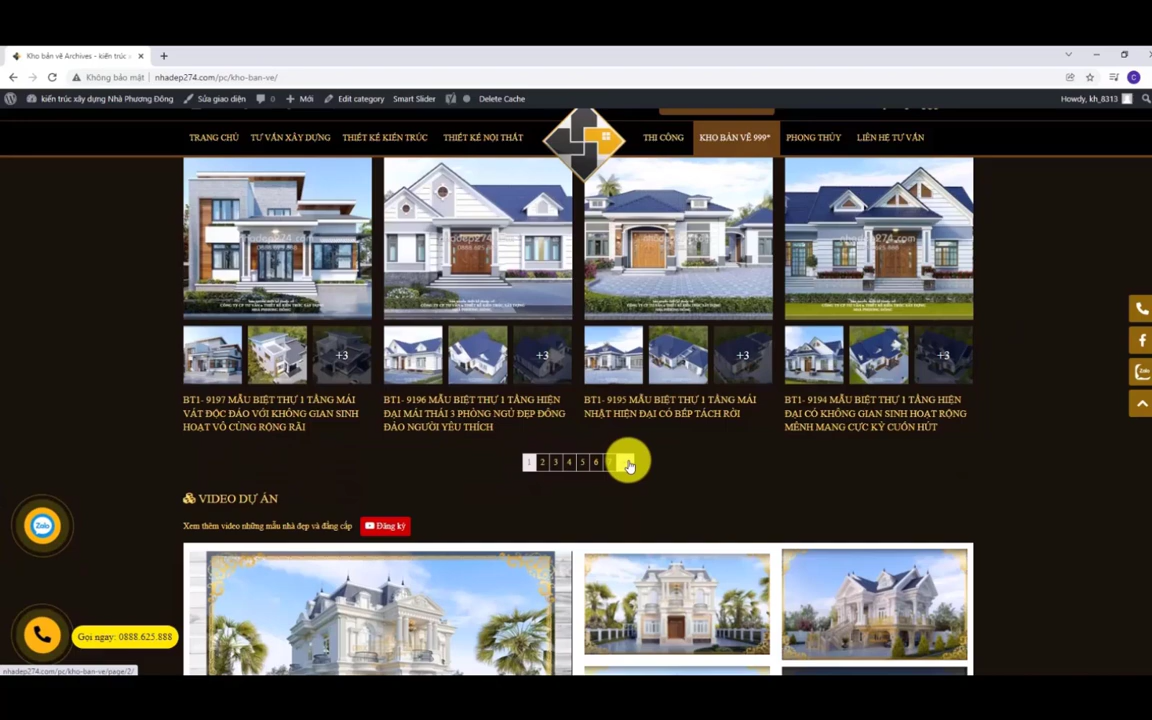 Kho bản vẽ Archives - kiến trúc
Không bảo mật | nhadep274.com/pc/kho-ban-ve/
kiến trúc xây dựng Nhà Phương Đông Sửa giao diện 0 Mới Edit category Smart Slider Delete Cache Howdy, kh_8313
TRANG CHỦ TƯ VẤN XÂY DỰNG THIẾT KẾ KIẾN TRÚC THIẾT KẾ NỘI THẤT THI CÔNG KHO BẢN VẼ 999+ PHONG THỦY LIÊN HỆ TƯ VẤN
+3 +3 +3 +3
BT1- 9197 MẪU BIỆT THỰ 1 TẦNG MÁI
VÁT ĐỘC ĐÁO VỚI KHÔNG GIAN SINH
HOẠT VÔ CÙNG RỘNG RÃI
BT1- 9196 MẪU BIỆT THỰ 1 TẦNG HIỆN
ĐẠI MÁI THÁI 3 PHÒNG NGỦ ĐẸP ĐÔNG
ĐẢO NGƯỜI YÊU THÍCH
BT1- 9195 MẪU BIỆT THỰ 1 TẦNG MÁI
NHẬT HIỆN ĐẠI CÓ BẾP TÁCH RỜI
BT1- 9194 MẪU BIỆT THỰ 1 TẦNG HIỆN
ĐẠI CÓ KHÔNG GIAN SINH HOẠT RỘNG
MÊNH MANG CỰC KỲ CUỐN HÚT
1 2 3 4 5 6
VIDEO DỰ ÁN
Xem thêm video những mẫu nhà đẹp và đẳng cấp Đăng ký
Zalo
Zalo
Gọi ngay: 0888.625.888
nhadep274.com/pc/kho-ban-ve/page/2/